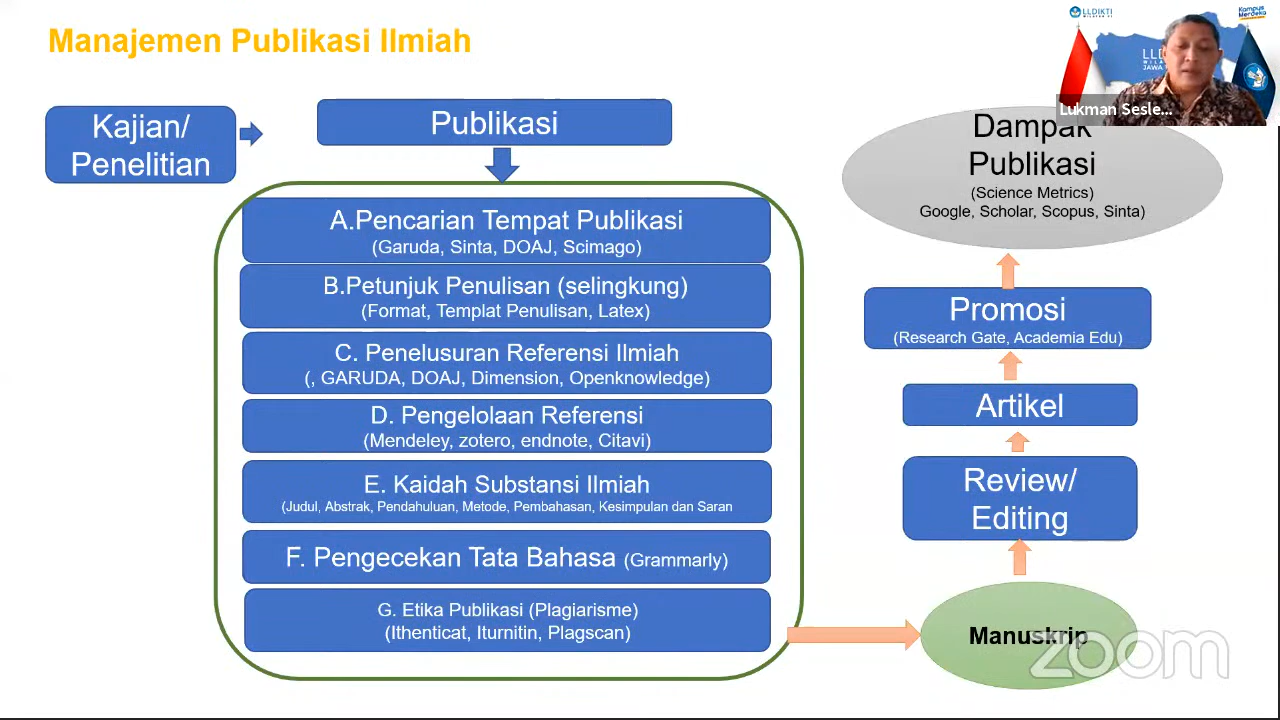 Manajemen Publikasi Ilmiah
LLDIKTI
Kampus
Merdeka
Lukman Sesle...
Kajian/
Penelitian
Publikasi
A.Pencarian Tempat Publikasi
(Garuda, Sinta, DOAJ, Scimago)
B.Petunjuk Penulisan (selingkung)
(Format, Templat Penulisan, Latex)
C. Penelusuran Referensi Ilmiah
(, GARUDA, DOAJ, Dimension, Openknowledge)
D. Pengelolaan Referensi
(Mendeley, zotero, endnote, Citavi)
E. Kaidah Substansi Ilmiah
(Judul, Abstrak, Pendahuluan, Metode, Pembahasan, Kesimpulan dan Saran
F. Pengecekan Tata Bahasa (Grammarly)
G. Etika Publikasi (Plagiarisme)
(Ithenticat, Iturnitin, Plagscan)
Dampak
Publikasi
(Science Metrics)
Google, Scholar, Scopus, Sinta)
Promosi
(Research Gate, Academia Edu)
Artikel
Review/
Editing
Manuskrip
zoom